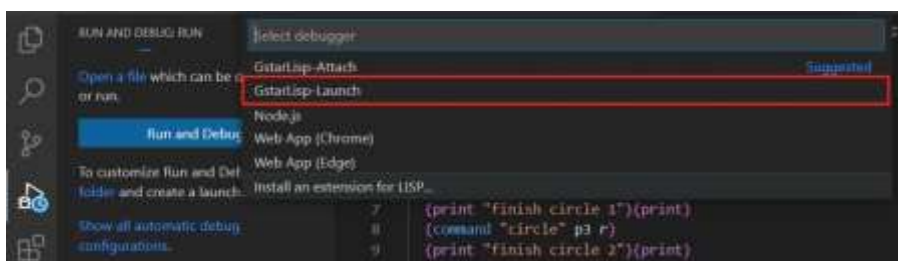 RUN AND DEBUG: RUN
Open a file which can be
or run.
Run and Debug
To customize Run and Def
folder and create a launch.
Show all automatic debug
configurations.
Select debugger
GstarLisp-Attach
Suggested
GstarLisp-Launch
Node.js
Web App (Chrome)
Web App (Edge)
Install an extension for LISP...
7 (print "finish circle 1")(print)
8 (command "circle" p3 r)
9 (print "finish circle 2")(print)